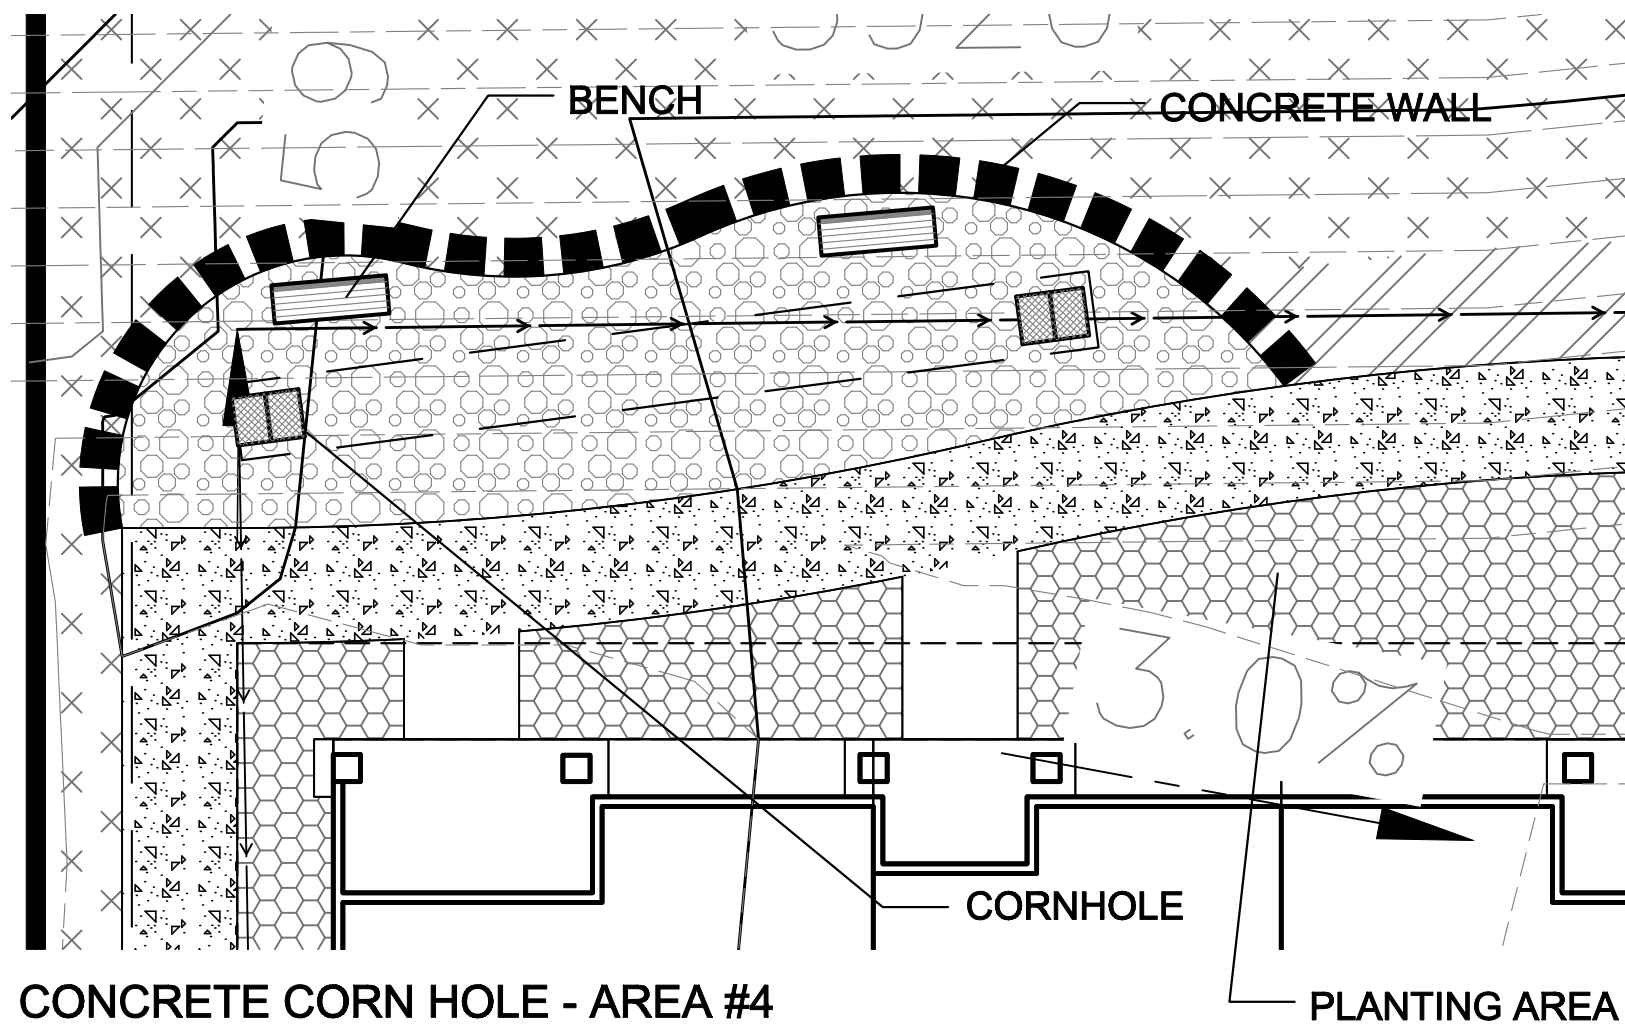 BENCH
CONCRETE WALL
3.0%
CORNHOLE
CONCRETE CORN HOLE - AREA #4
PLANTING AREA